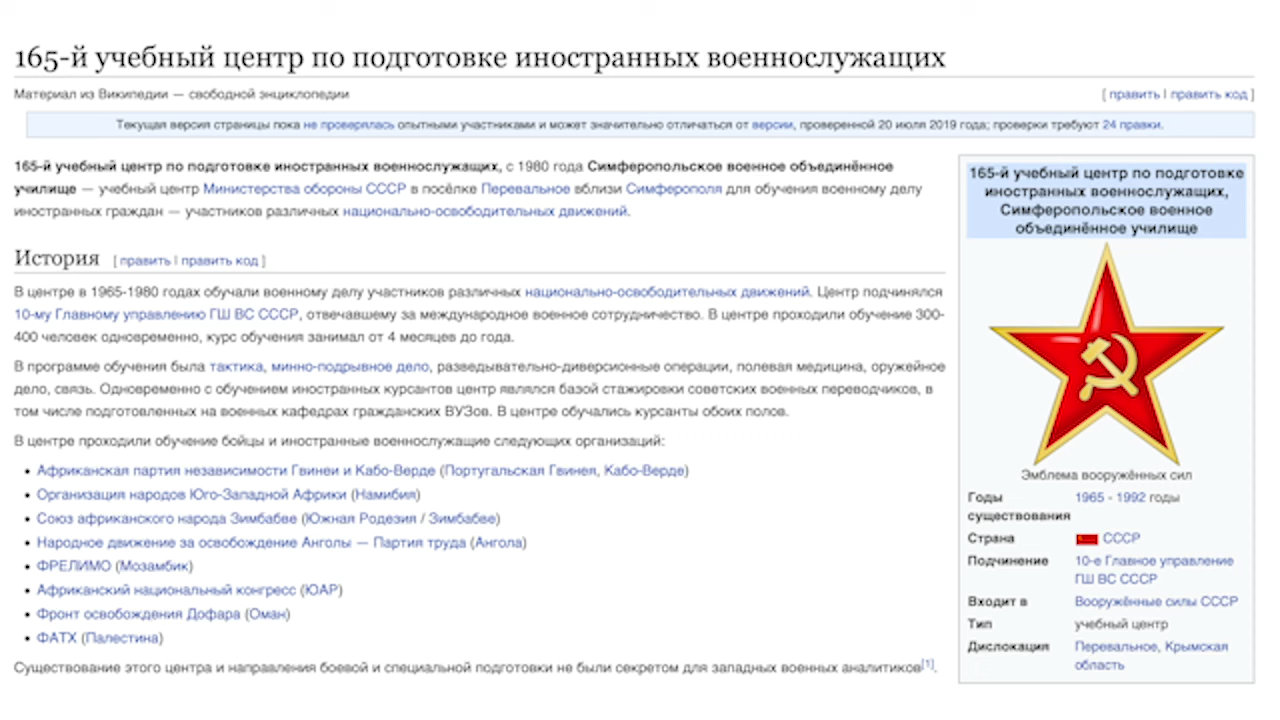 165-й учебный центр по подготовке иностранных военнослужащих
Материал из Википедии — свободной энциклопедии
[ править | править код ]
Текущая версия страницы пока не проверялась опытными участниками и может значительно отличаться от версии, проверенной 20 июля 2019 года; проверки требуют 24 правки.
165-й учебный центр по подготовке иностранных военнослужащих, с 1980 года Симферопольское военное объединённое
училище — учебный центр Министерства обороны СССР в посёлке Перевальное вблизи Симферополя для обучения военному делу
иностранных граждан — участников различных национально-освободительных движений.
История [ править | править код ]
В центре в 1965-1980 годах обучали военному делу участников различных национально-освободительных движений. Центр подчинялся
10-му Главному управлению ГШ ВС СССР, отвечавшему за международное военное сотрудничество. В центре проходили обучение 300-
400 человек одновременно, курс обучения занимал от 4 месяцев до года.
В программе обучения была тактика, минно-подрывное дело, разведывательно-диверсионные операции, полевая медицина, оружейное
дело, связь. Одновременно с обучением иностранных курсантов центр являлся базой стажировки советских военных переводчиков, в
том числе подготовленных на военных кафедрах гражданских ВУЗов. В центре обучались курсанты обоих полов.
В центре проходили обучение бойцы и иностранные военнослужащие следующих организаций:
• Африканская партия независимости Гвинеи и Кабо-Верде (Португальская Гвинея, Кабо-Верде)
• Организация народов Юго-Западной Африки (Намибия)
• Союз африканского народа Зимбабве (Южная Родезия / Зимбабве)
• Народное движение за освобождение Анголы — Партия труда (Ангола)
• ФРЕЛИМО (Мозамбик)
• Африканский национальный конгресс (ЮАР)
• Фронт освобождения Дофара (Оман)
• ФАТХ (Палестина)
Существование этого центра и направления боевой и специальной подготовки не были секретом для западных военных аналитиков[1].
165-й учебный центр по подготовке
иностранных военнослужащих,
Симферопольское военное
объединённое училище
Эмблема вооружённых сил
Годы 1965 - 1992 годы
существования
Страна СССР
Подчинение 10-е Главное управление
ГШ ВС СССР
Входит в Вооружённые силы СССР
Тип учебный центр
Дислокация Перевальное, Крымская
область